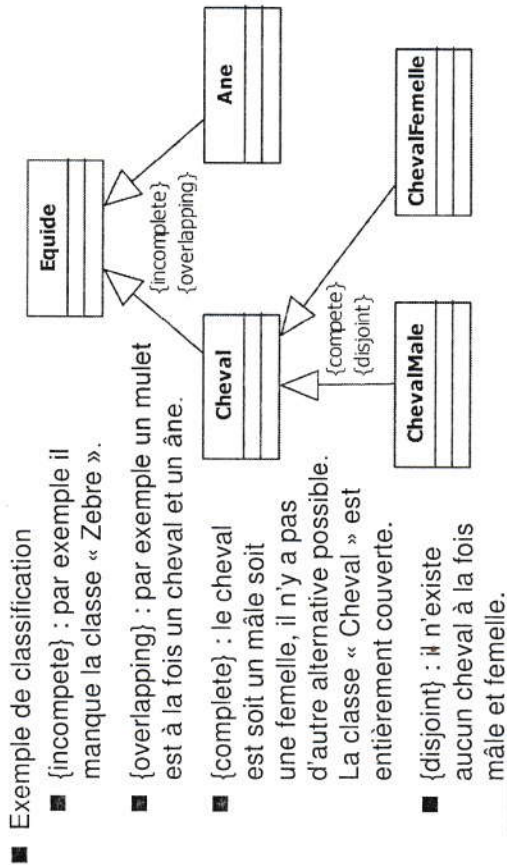 Exemple de classification
{incompete} : par exemple il
manque la classe « Zebre ».
{overlapping} : par exemple un mulet
est à la fois un cheval et un âne.
{complete} : le cheval
est soit un mâle soit
une femelle, il n'y a pas
d'autre alternative possible.
La classe « Cheval » est
entièrement couverte.
{disjoint} : il n'existe
aucun cheval à la fois
mâle et femelle.
Equide
{incomplete}
{overlapping}
Cheval
Ane
{compete}
{disjoint}
ChevalMale
ChevalFemelle